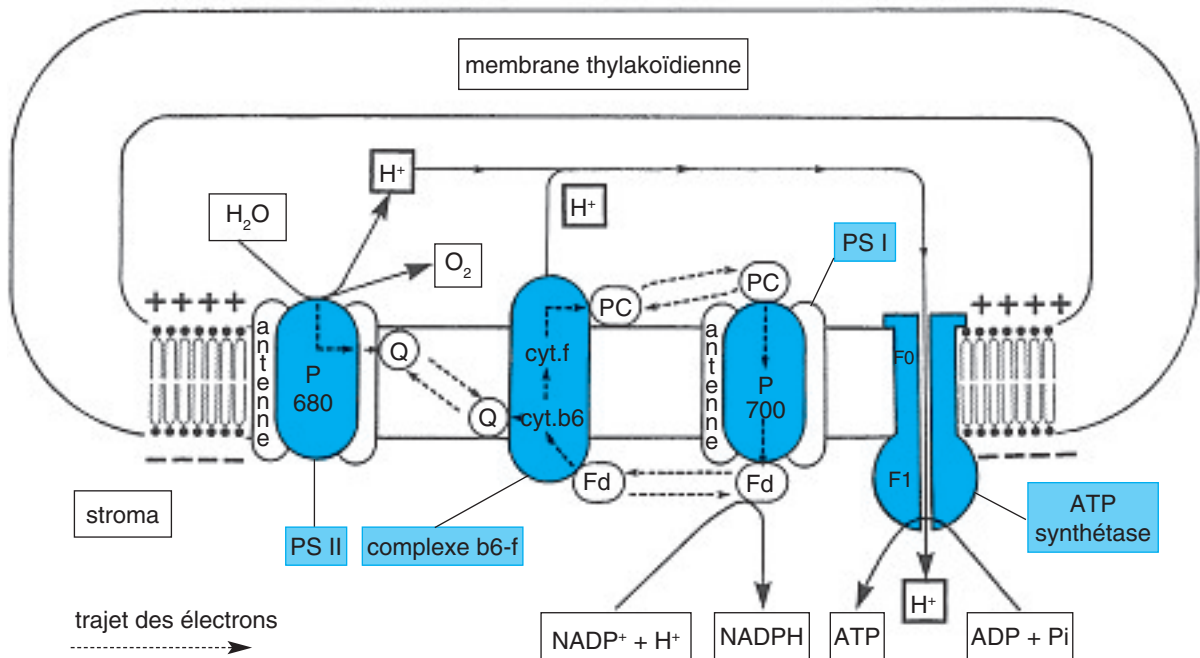 membrane thylakoïdienne
H⁺
H₂O
H⁺
O₂
PS I
PC
PC
+ + + +
+ + + +
antenne
P
680
Q
Q
cyt.f
cyt.b6
antenne
P
700
F0
F1
– – – –
– – – –
Fd
Fd
stroma
PS II
complexe b6-f
ATP
synthétase
H⁺
trajet des électrons
NADP⁺ + H⁺
NADPH
ATP
ADP + Pi